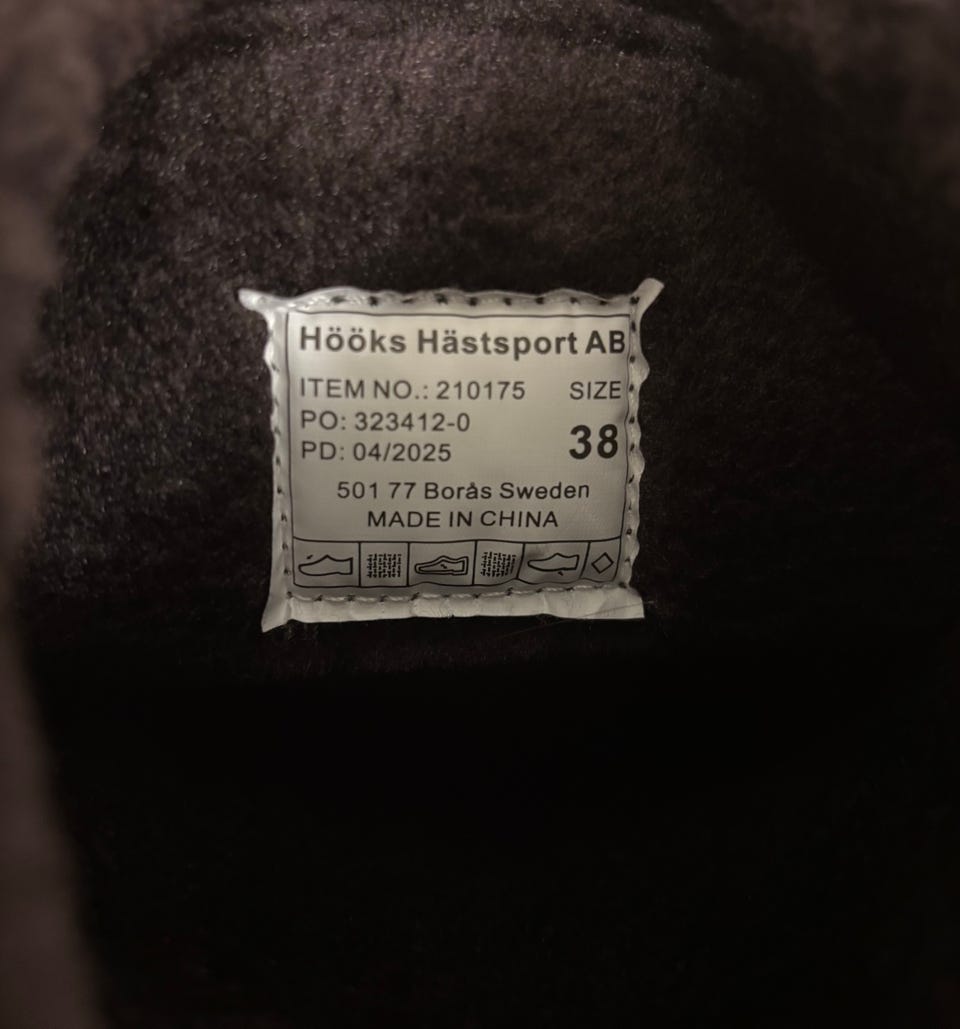 Hööks Hästsport AB
ITEM NO.: 210175 SIZE
PO: 323412-0
38
PD: 04/2025
501 77 Borås Sweden
MADE IN CHINA